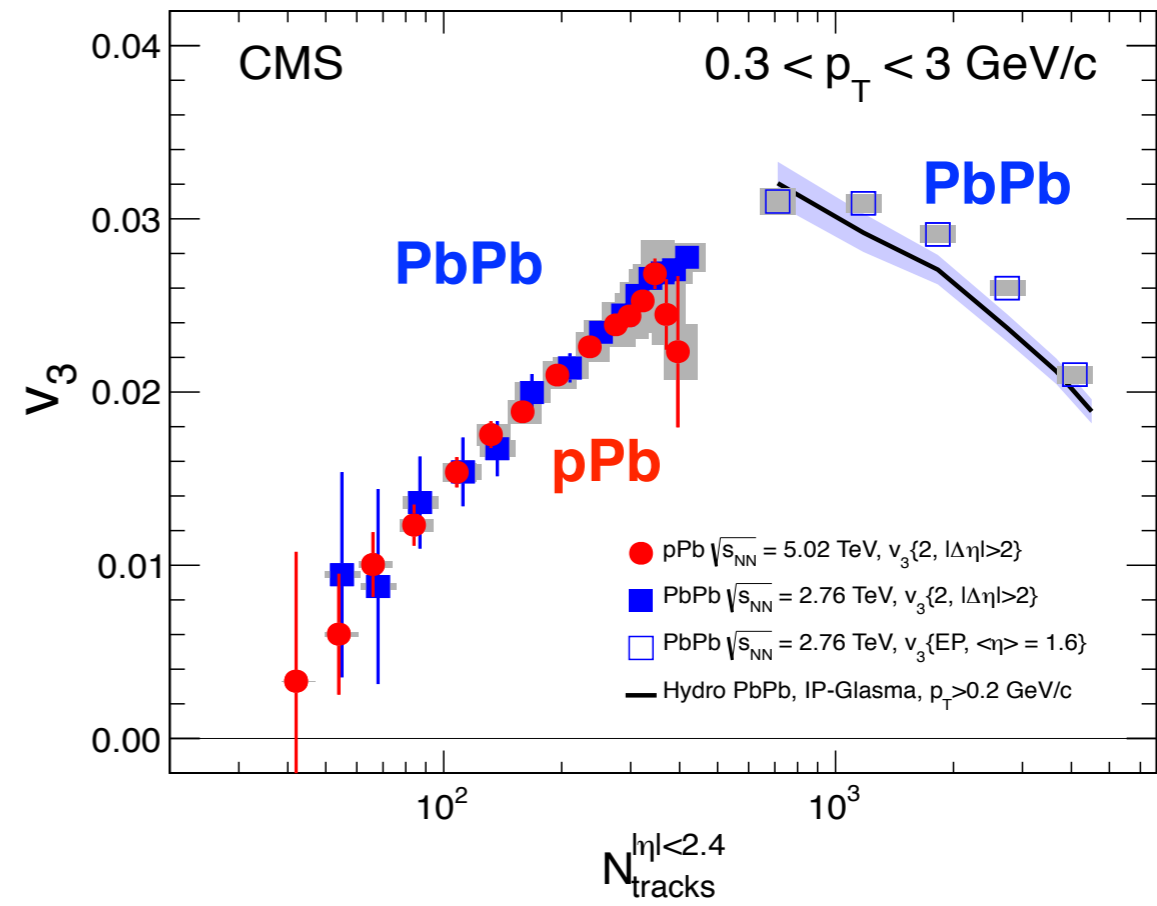 CMS
0.3 < p_T < 3 GeV/c
0.04
0.03
0.02
0.01
0.00
v_3
PbPb
PbPb
pPb
pPb √s_NN = 5.02 TeV, v_3{2, |Δη|>2}
PbPb √s_NN = 2.76 TeV, v_3{2, |Δη|>2}
PbPb √s_NN = 2.76 TeV, v_3{EP, <η> = 1.6}
Hydro PbPb, IP-Glasma, p_T>0.2 GeV/c
10^2
10^3
N_tracks^|η|<2.4